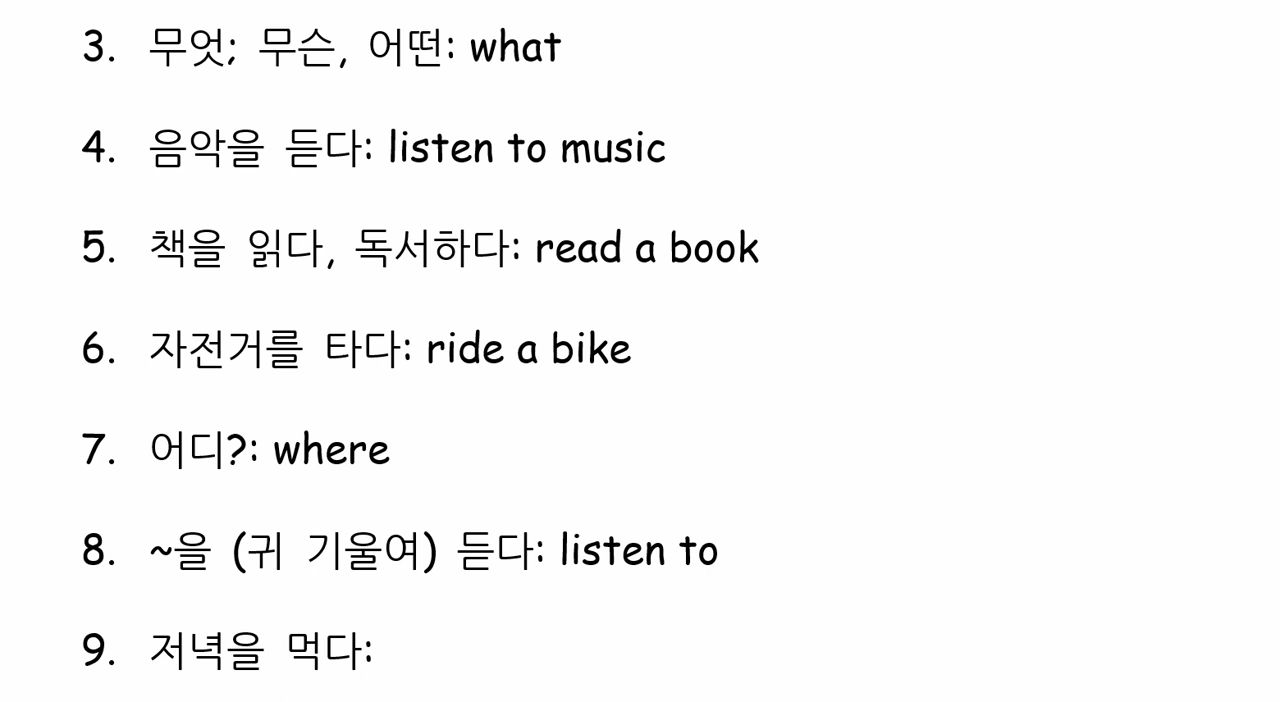 3. 무엇; 무슨, 어떤: what
4. 음악을 듣다: listen to music
5. 책을 읽다, 독서하다: read a book
6. 자전거를 타다: ride a bike
7. 어디?: where
8. ~을 (귀 기울여) 듣다: listen to
9. 저녁을 먹다: